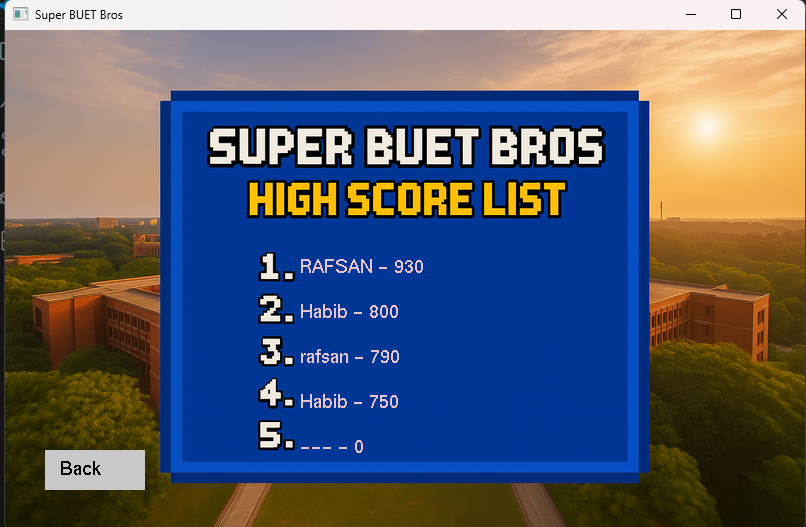 Super BUET Bros
SUPER BUET BROS
HIGH SCORE LIST
1. RAFSAN - 930
2. Habib - 800
3. rafsan - 790
4. Habib - 750
5. --- - 0
Back